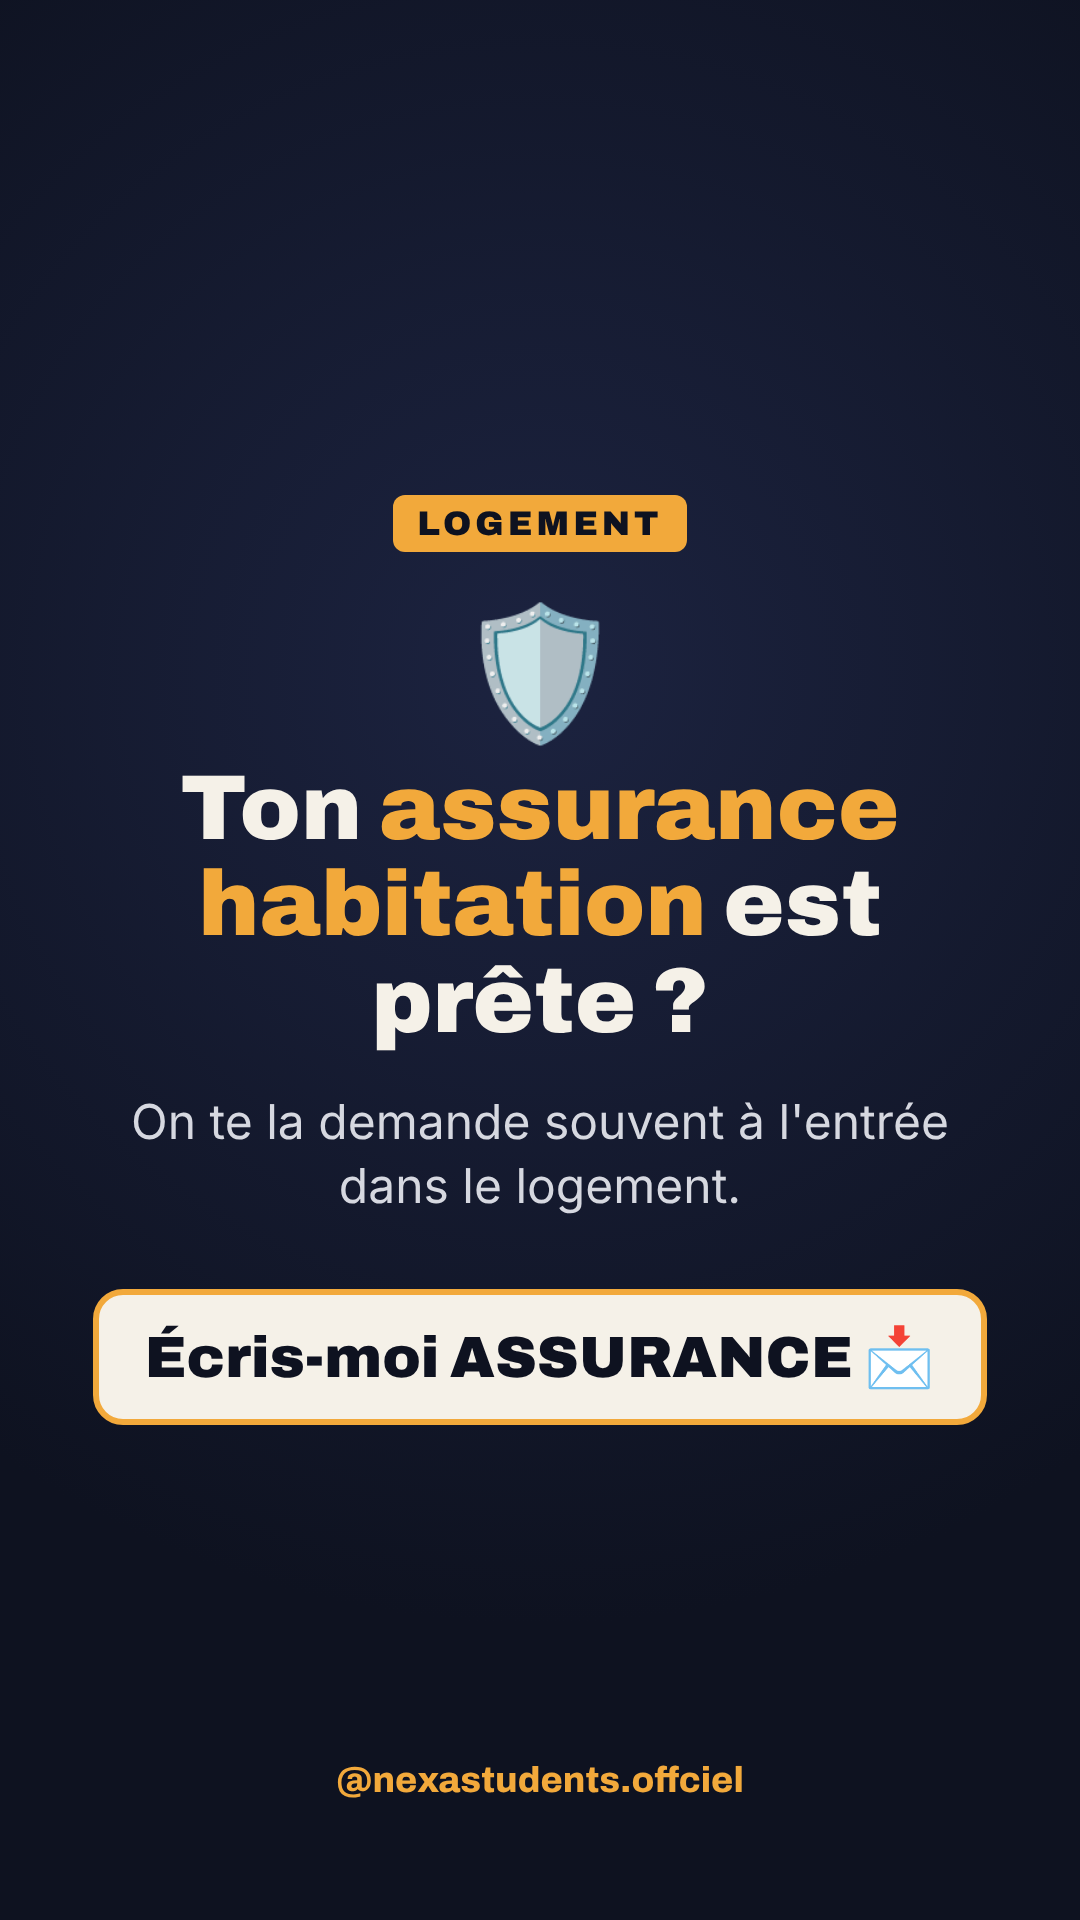 LOGEMENT
Ton assurance
habitation est
prête ?
On te la demande souvent à l'entrée
dans le logement.
Écris-moi ASSURANCE 📩
@nexastudents.offciel